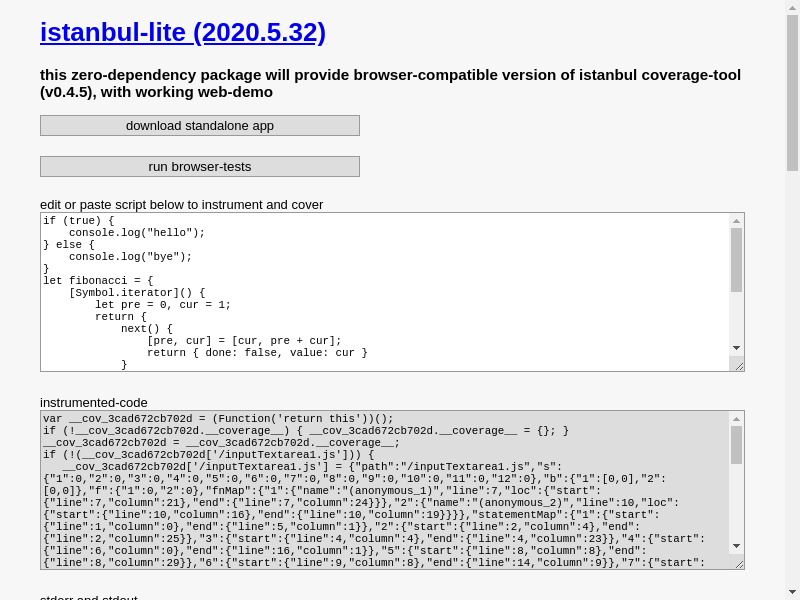 istanbul-lite (2020.5.32)
this zero-dependency package will provide browser-compatible version of istanbul coverage-tool
(v0.4.5), with working web-demo
download standalone app
run browser-tests
edit or paste script below to instrument and cover
if (true) {
    console.log("hello");
} else {
    console.log("bye");
}
let fibonacci = {
    [Symbol.iterator]() {
        let pre = 0, cur = 1;
        return {
            next() {
                [pre, cur] = [cur, pre + cur];
                return { done: false, value: cur }
            }
instrumented-code
var __cov_3cad672cb702d = (Function('return this'))();
if (!__cov_3cad672cb702d.__coverage__) { __cov_3cad672cb702d.__coverage__ = {}; }
__cov_3cad672cb702d = __cov_3cad672cb702d.__coverage__;
if (!(__cov_3cad672cb702d['/inputTextarea1.js'])) {
   __cov_3cad672cb702d['/inputTextarea1.js'] = {"path":"/inputTextarea1.js","s":
{"1":0,"2":0,"3":0,"4":0,"5":0,"6":0,"7":0,"8":0,"9":0,"10":0,"11":0,"12":0},"b":{"1":[0,0],"2":
[0,0]},"f":{"1":0,"2":0},"fnMap":{"1":{"name":"(anonymous_1)","line":7,"loc":{"start":
{"line":7,"column":21},"end":{"line":7,"column":24}}},"2":{"name":"(anonymous_2)","line":10,"loc":
{"start":{"line":10,"column":16},"end":{"line":10,"column":19}}}},"statementMap":{"1":{"start":
{"line":1,"column":0},"end":{"line":5,"column":1}},"2":{"start":{"line":2,"column":4},"end":
{"line":2,"column":25}},"3":{"start":{"line":4,"column":4},"end":{"line":4,"column":23}},"4":{"start":
{"line":6,"column":0},"end":{"line":16,"column":1}},"5":{"start":{"line":8,"column":8},"end":
{"line":8,"column":29}},"6":{"start":{"line":9,"column":8},"end":{"line":14,"column":9}},"7":{"start":
stderr and stdout